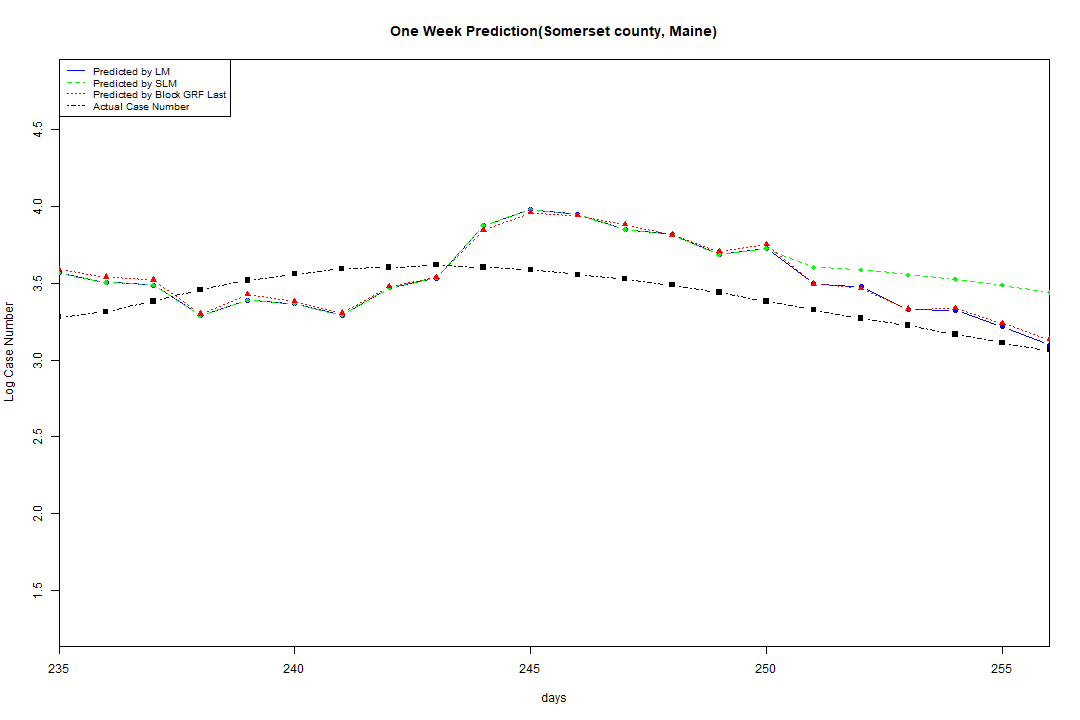 One Week Prediction(Somerset county, Maine)
Predicted by LM
Predicted by SLM
Predicted by Block GRF Last
Actual Case Number
4.5
4.0
3.5
3.0
2.5
2.0
1.5
Log Case Number
235 240 245 250 255
days